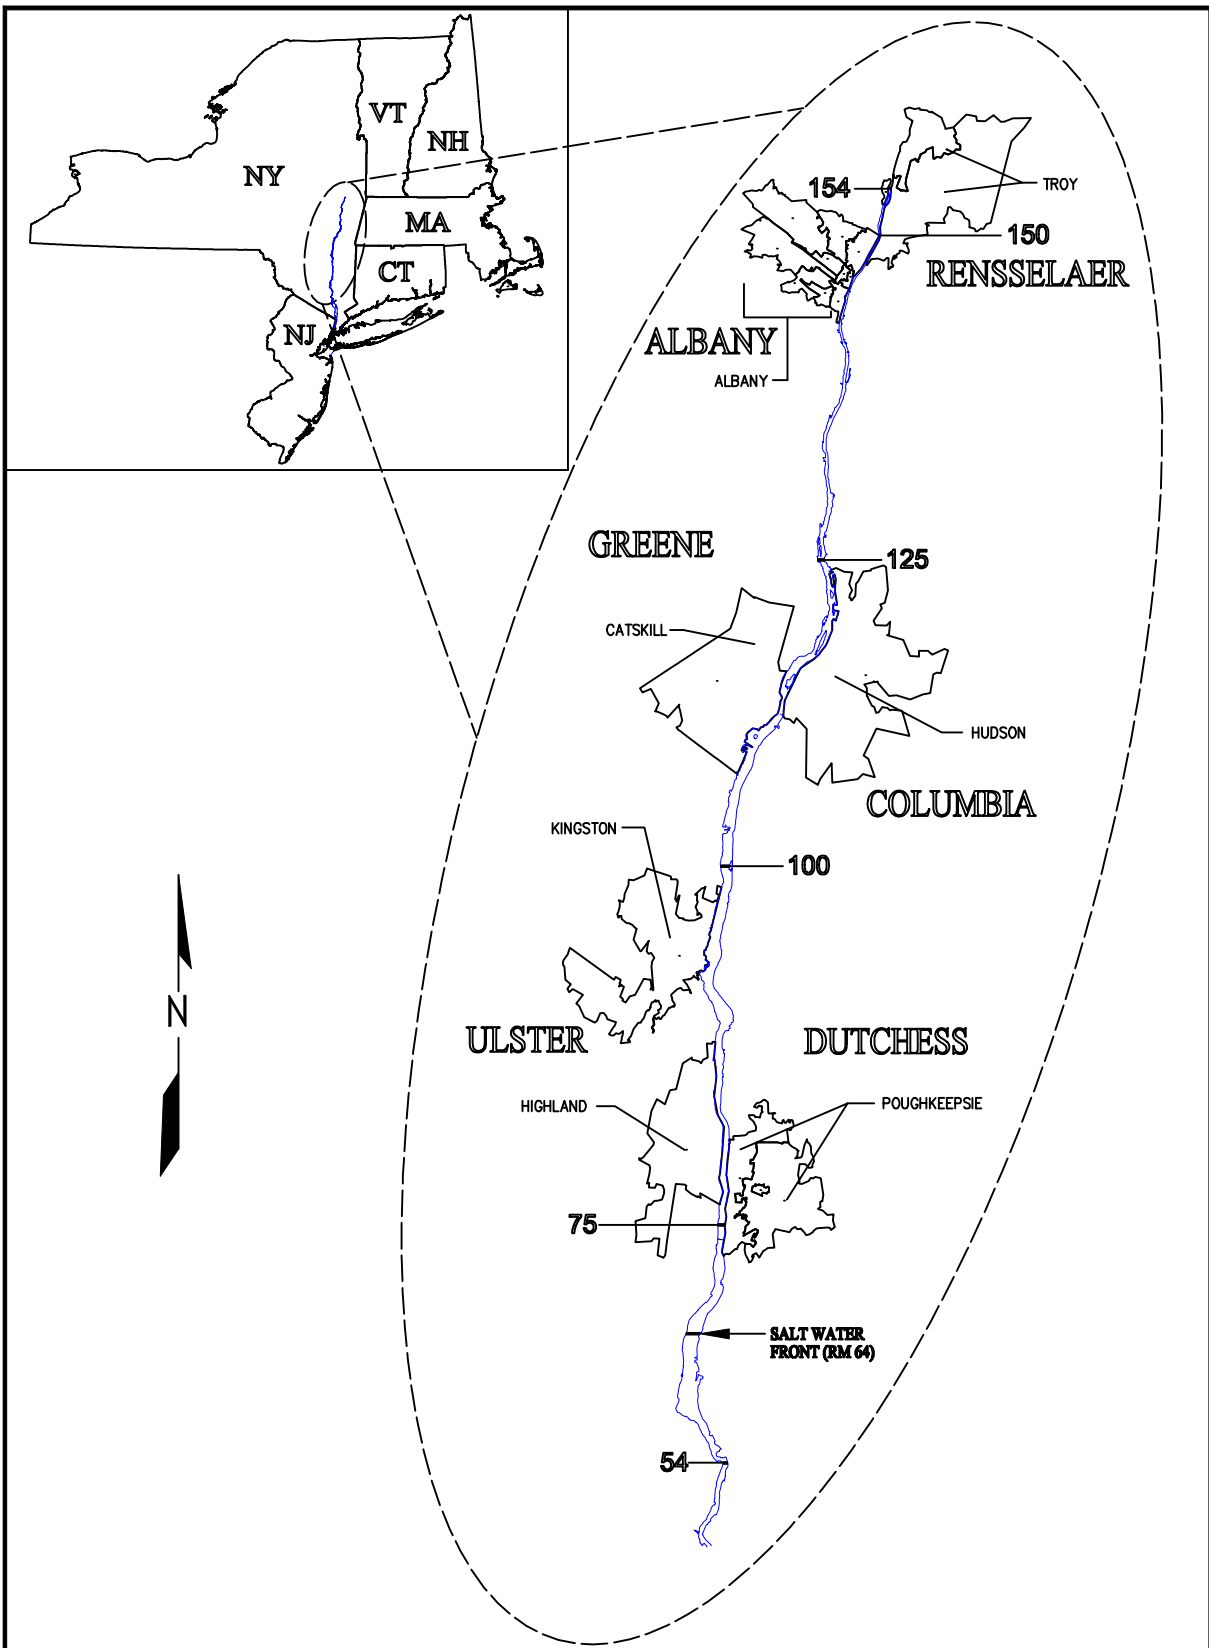 VT
NH
NY
MA
CT
NJ
154
TROY
150
RENSSELAER
ALBANY
ALBANY
GREENE
125
CATSKILL
HUDSON
COLUMBIA
KINGSTON
100
N
ULSTER
DUTCHESS
HIGHLAND
POUGHKEEPSIE
75
SALT WATER
FRONT (RM 64)
54